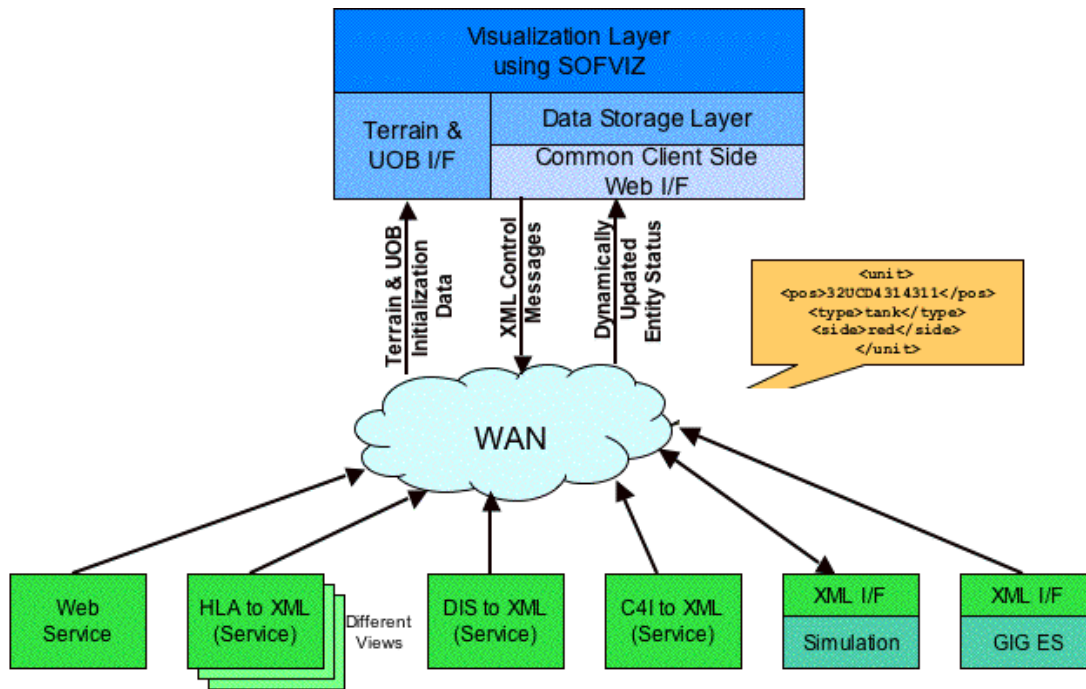 Visualization Layer
using SOFVIZ
Terrain &
UOB I/F
Data Storage Layer
Common Client Side
Web I/F
Terrain & UOB
Initialization
Data
XML Control
Messages
Dynamically
Updated
Entity Status
<unit>
<pos>32UCD4314311</pos>
<type>tank</type>
<side>red</side>
</unit>
WAN
Web
Service
HLA to XML
(Service)
Different
Views
DIS to XML
(Service)
C4I to XML
(Service)
XML I/F
Simulation
XML I/F
GIG ES